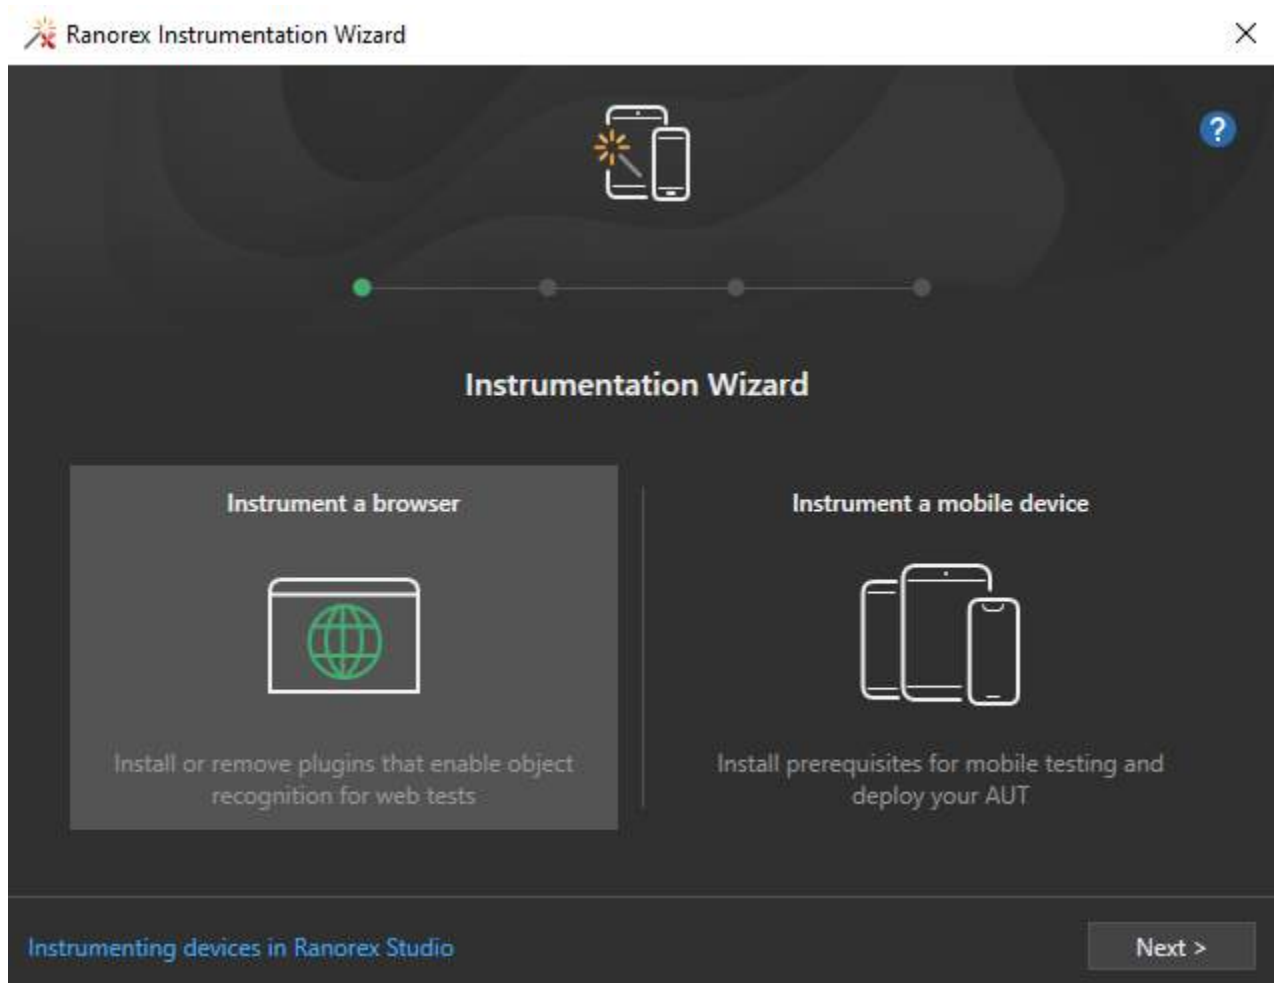 Ranorex Instrumentation Wizard
?
Instrumentation Wizard
Instrument a browser
Install or remove plugins that enable object
recognition for web tests
Instrument a mobile device
Install prerequisites for mobile testing and
deploy your AUT
Instrumenting devices in Ranorex Studio
Next >